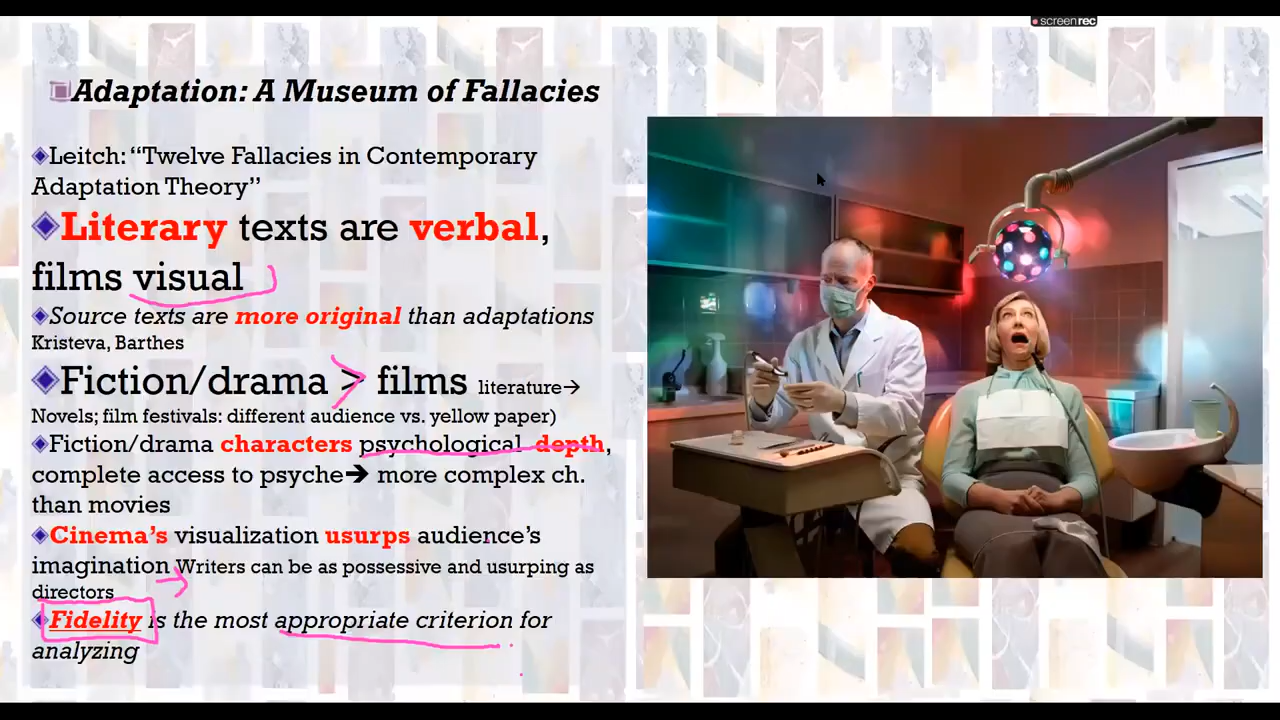 screenrec
Adaptation: A Museum of Fallacies
Leitch: “Twelve Fallacies in Contemporary
Adaptation Theory”
Literary texts are verbal,
films visual
Source texts are more original than adaptations
Kristeva, Barthes
Fiction/drama > films literature→
Novels; film festivals: different audience vs. yellow paper)
Fiction/drama characters psychological depth,
complete access to psyche➔ more complex ch.
than movies
Cinema’s visualization usurps audience’s
imagination Writers can be as possessive and usurping as
directors
Fidelity is the most appropriate criterion for
analyzing